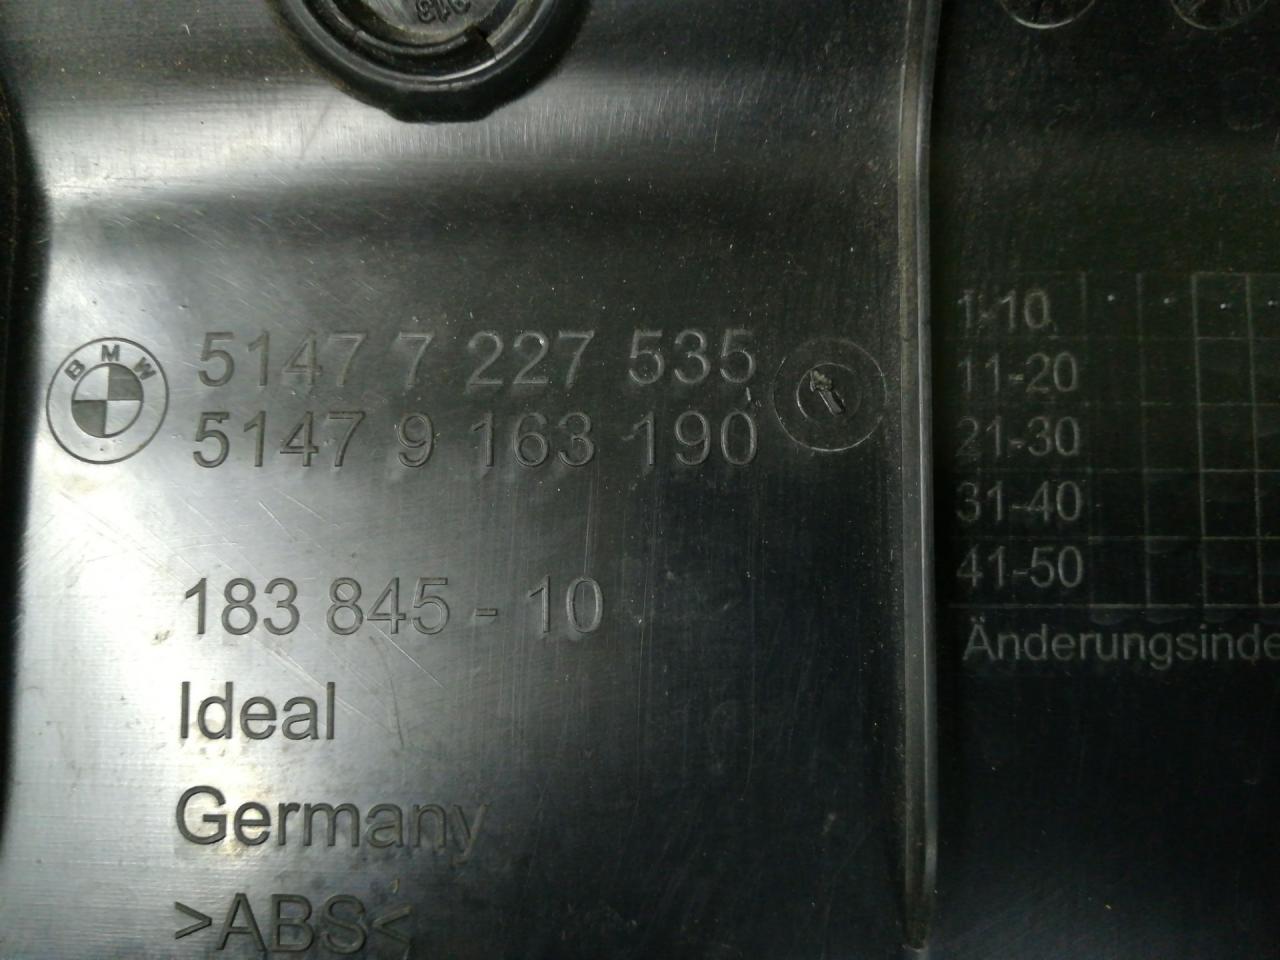 213
BMW
5147 7 227 535
5147 9 163 190
183 845 - 10
Ideal
Germany
>ABS<
1-10
11-20
21-30
31-40
41-50
Änderungsinde